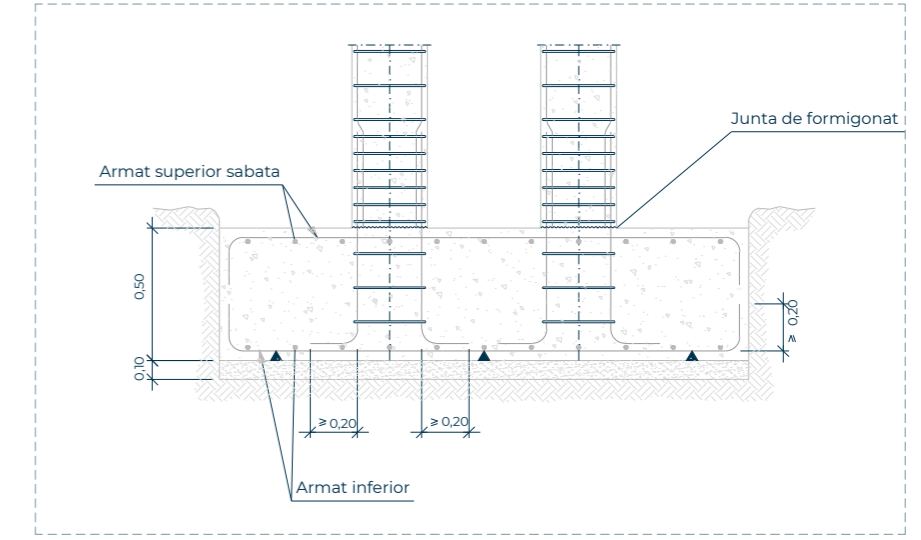 Junta de formigonat
Armat superior sabata
0,50
≥ 0,20
0,10
≥ 0,20
≥ 0,20
Armat inferior